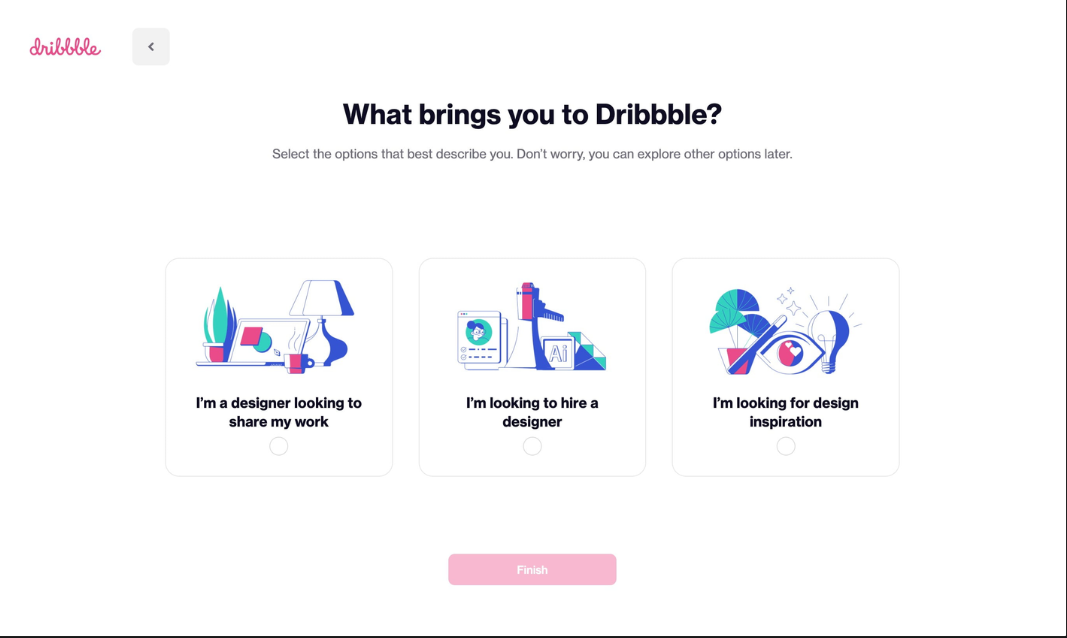 dribbble
What brings you to Dribbble?
Select the options that best describe you. Don't worry, you can explore other options later.
Ai
I'm a designer looking to
share my work
I'm looking to hire a
designer
I'm looking for design
inspiration
Finish